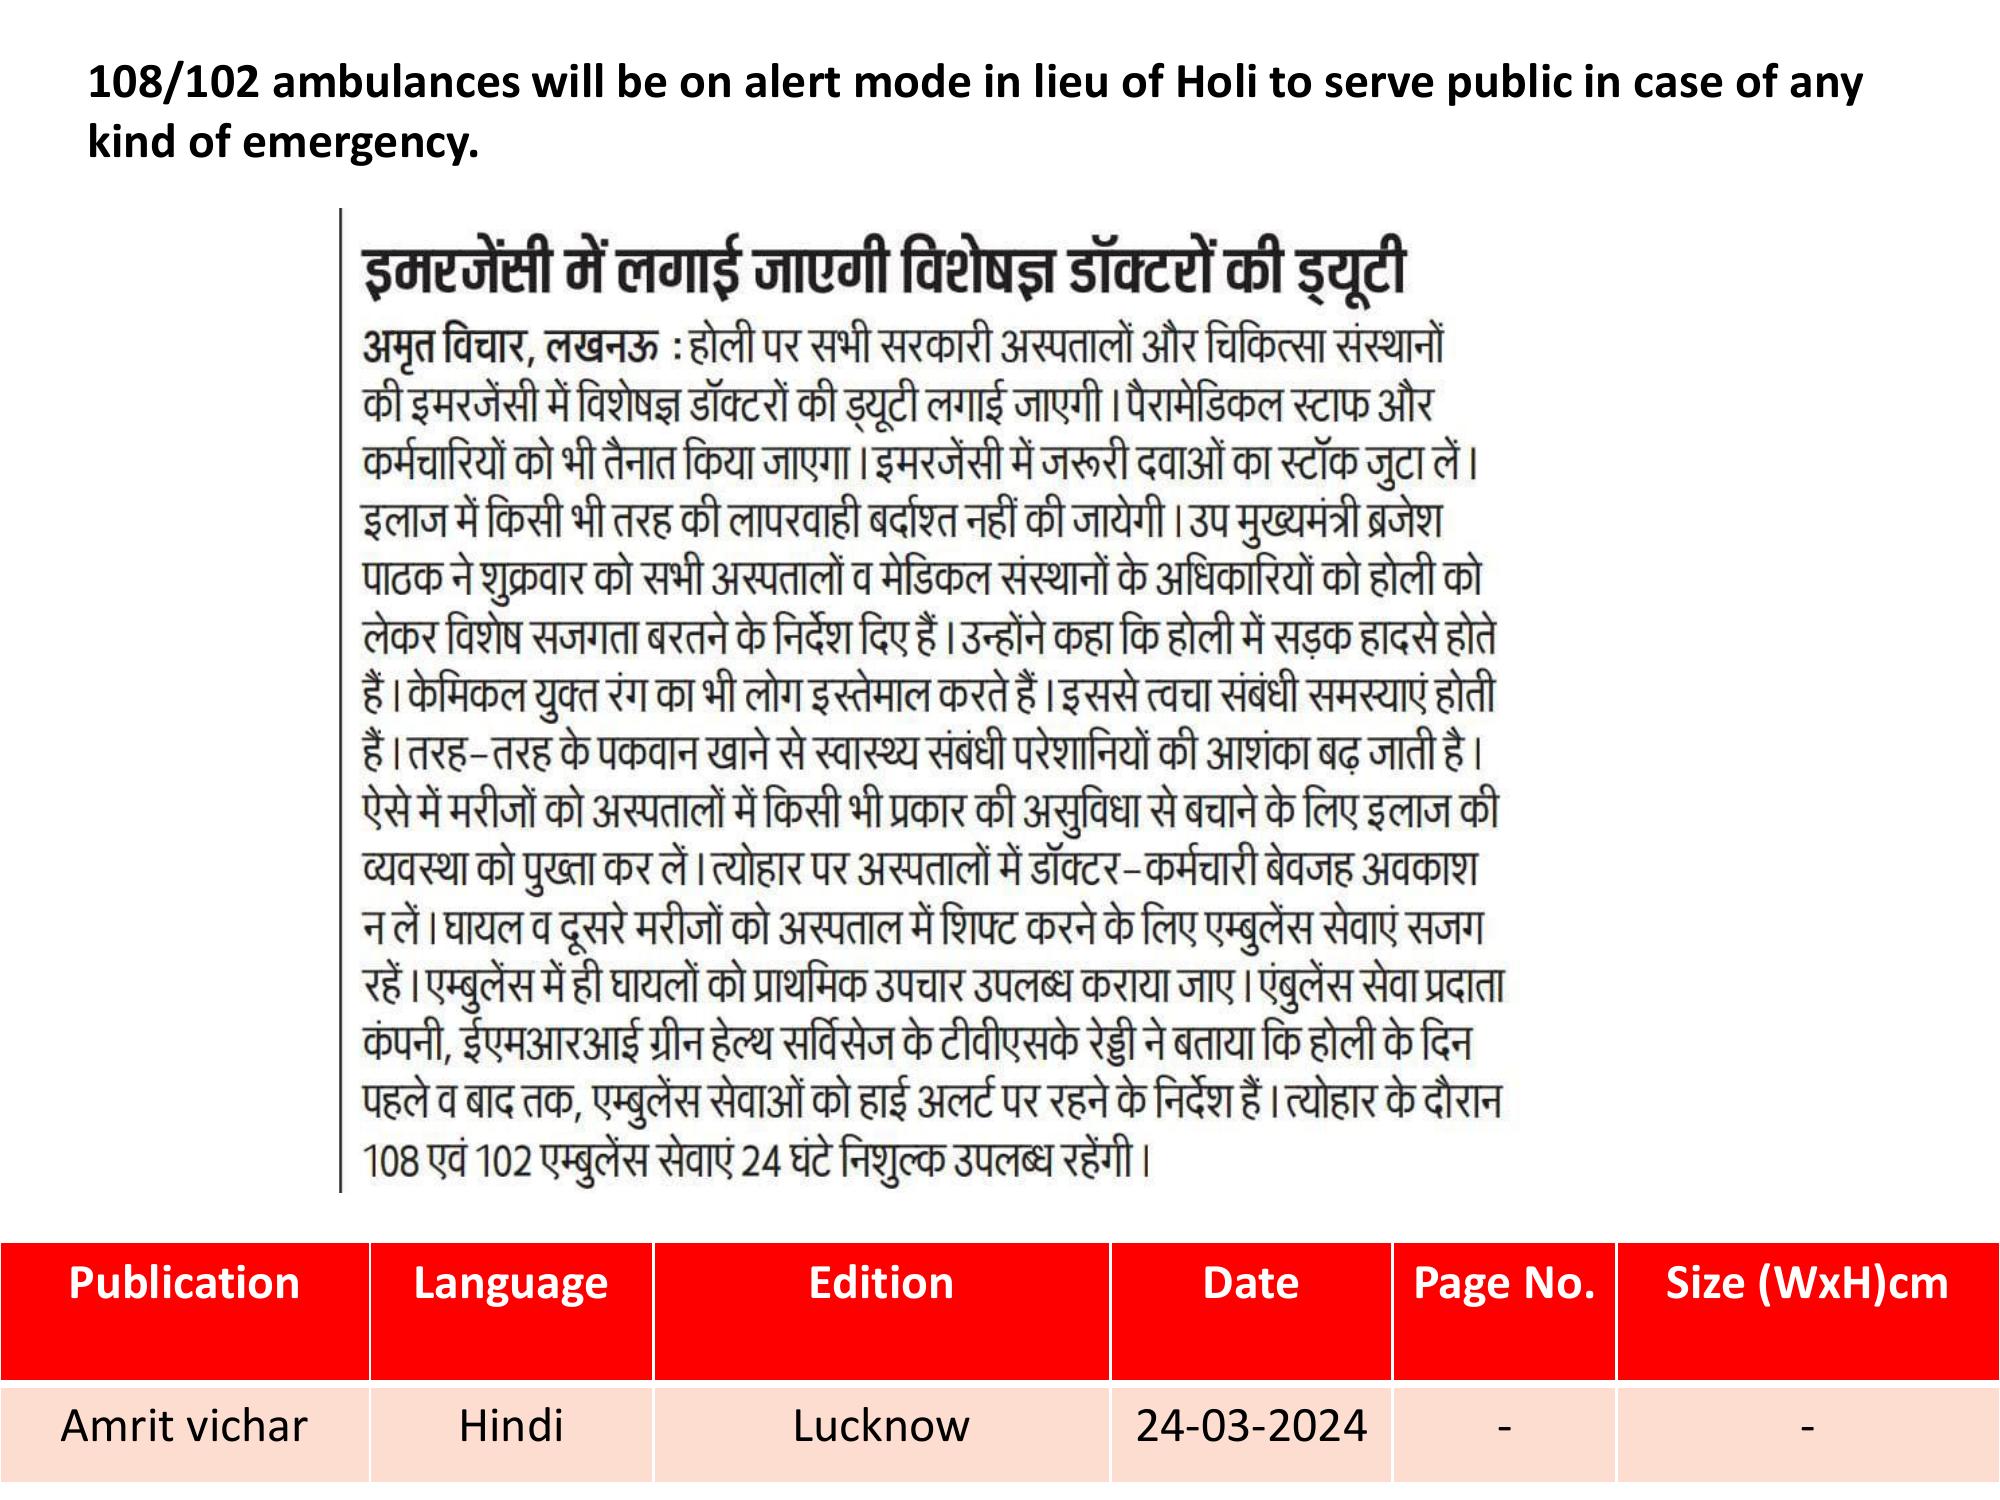 108/102 ambulances will be on alert mode in lieu of Holi to serve public in case of any
kind of emergency.
इमरजेंसी में लगाई जाएगी विशेषज्ञ डॉक्टरों की ड्यूटी
अमृत विचार, लखनऊ : होली पर सभी सरकारी अस्पतालों और चिकित्सा संस्थानों
की इमरजेंसी में विशेषज्ञ डॉक्टरों की ड्यूटी लगाई जाएगी। पैरामेडिकल स्टाफ और
कर्मचारियों को भी तैनात किया जाएगा। इमरजेंसी में जरूरी दवाओं का स्टॉक जुटा लें।
इलाज में किसी भी तरह की लापरवाही बर्दाश्त नहीं की जायेगी। उप मुख्यमंत्री ब्रजेश
पाठक ने शुक्रवार को सभी अस्पतालों व मेडिकल संस्थानों के अधिकारियों को होली को
लेकर विशेष सजगता बरतने के निर्देश दिए हैं। उन्होंने कहा कि होली में सड़क हादसे होते
हैं। केमिकल युक्त रंग का भी लोग इस्तेमाल करते हैं। इससे त्वचा संबंधी समस्याएं होती
हैं। तरह-तरह के पकवान खाने से स्वास्थ्य संबंधी परेशानियों की आशंका बढ़ जाती है।
ऐसे में मरीजों को अस्पतालों में किसी भी प्रकार की असुविधा से बचाने के लिए इलाज की
व्यवस्था को पुख्ता कर लें। त्योहार पर अस्पतालों में डॉक्टर-कर्मचारी बेवजह अवकाश
न लें। घायल व दूसरे मरीजों को अस्पताल में शिफ्ट करने के लिए एम्बुलेंस सेवाएं सजग
रहें। एम्बुलेंस में ही घायलों को प्राथमिक उपचार उपलब्ध कराया जाए। एंबुलेंस सेवा प्रदाता
कंपनी, ईएमआरआई ग्रीन हेल्थ सर्विसेज के टीवीएसके रेड्डी ने बताया कि होली के दिन
पहले व बाद तक, एम्बुलेंस सेवाओं को हाई अलर्ट पर रहने के निर्देश हैं। त्योहार के दौरान
108 एवं 102 एम्बुलेंस सेवाएं 24 घंटे निशुल्क उपलब्ध रहेंगी।
Publication Language Edition Date Page No. Size (WxH)cm
Amrit vichar Hindi Lucknow 24-03-2024 - -